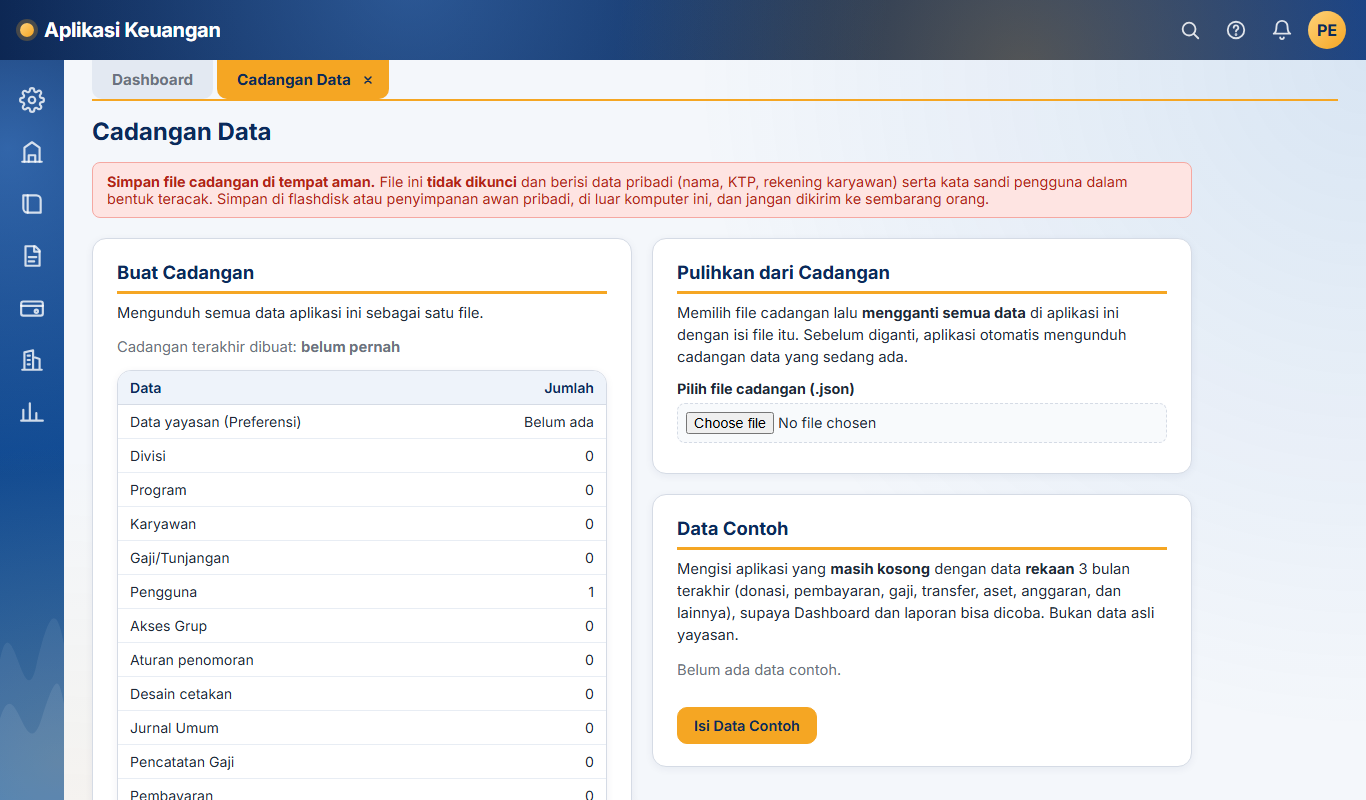 Aplikasi Keuangan
PE
Dashboard
Cadangan Data ×
Cadangan Data
Simpan file cadangan di tempat aman. File ini tidak dikunci dan berisi data pribadi (nama, KTP, rekening karyawan) serta kata sandi pengguna dalam
bentuk teracak. Simpan di flashdisk atau penyimpanan awan pribadi, di luar komputer ini, dan jangan dikirim ke sembarang orang.
Buat Cadangan
Mengunduh semua data aplikasi ini sebagai satu file.
Cadangan terakhir dibuat: belum pernah
Data Jumlah
Data yayasan (Preferensi) Belum ada
Divisi 0
Program 0
Karyawan 0
Gaji/Tunjangan 0
Pengguna 1
Akses Grup 0
Aturan penomoran 0
Desain cetakan 0
Jurnal Umum 0
Pencatatan Gaji 0
Pembayaran 0
Pulihkan dari Cadangan
Memilih file cadangan lalu mengganti semua data di aplikasi ini
dengan isi file itu. Sebelum diganti, aplikasi otomatis mengunduh
cadangan data yang sedang ada.
Pilih file cadangan (.json)
Choose file No file chosen
Data Contoh
Mengisi aplikasi yang masih kosong dengan data rekaan 3 bulan
terakhir (donasi, pembayaran, gaji, transfer, aset, anggaran, dan
lainnya), supaya Dashboard dan laporan bisa dicoba. Bukan data asli
yayasan.
Belum ada data contoh.
Isi Data Contoh